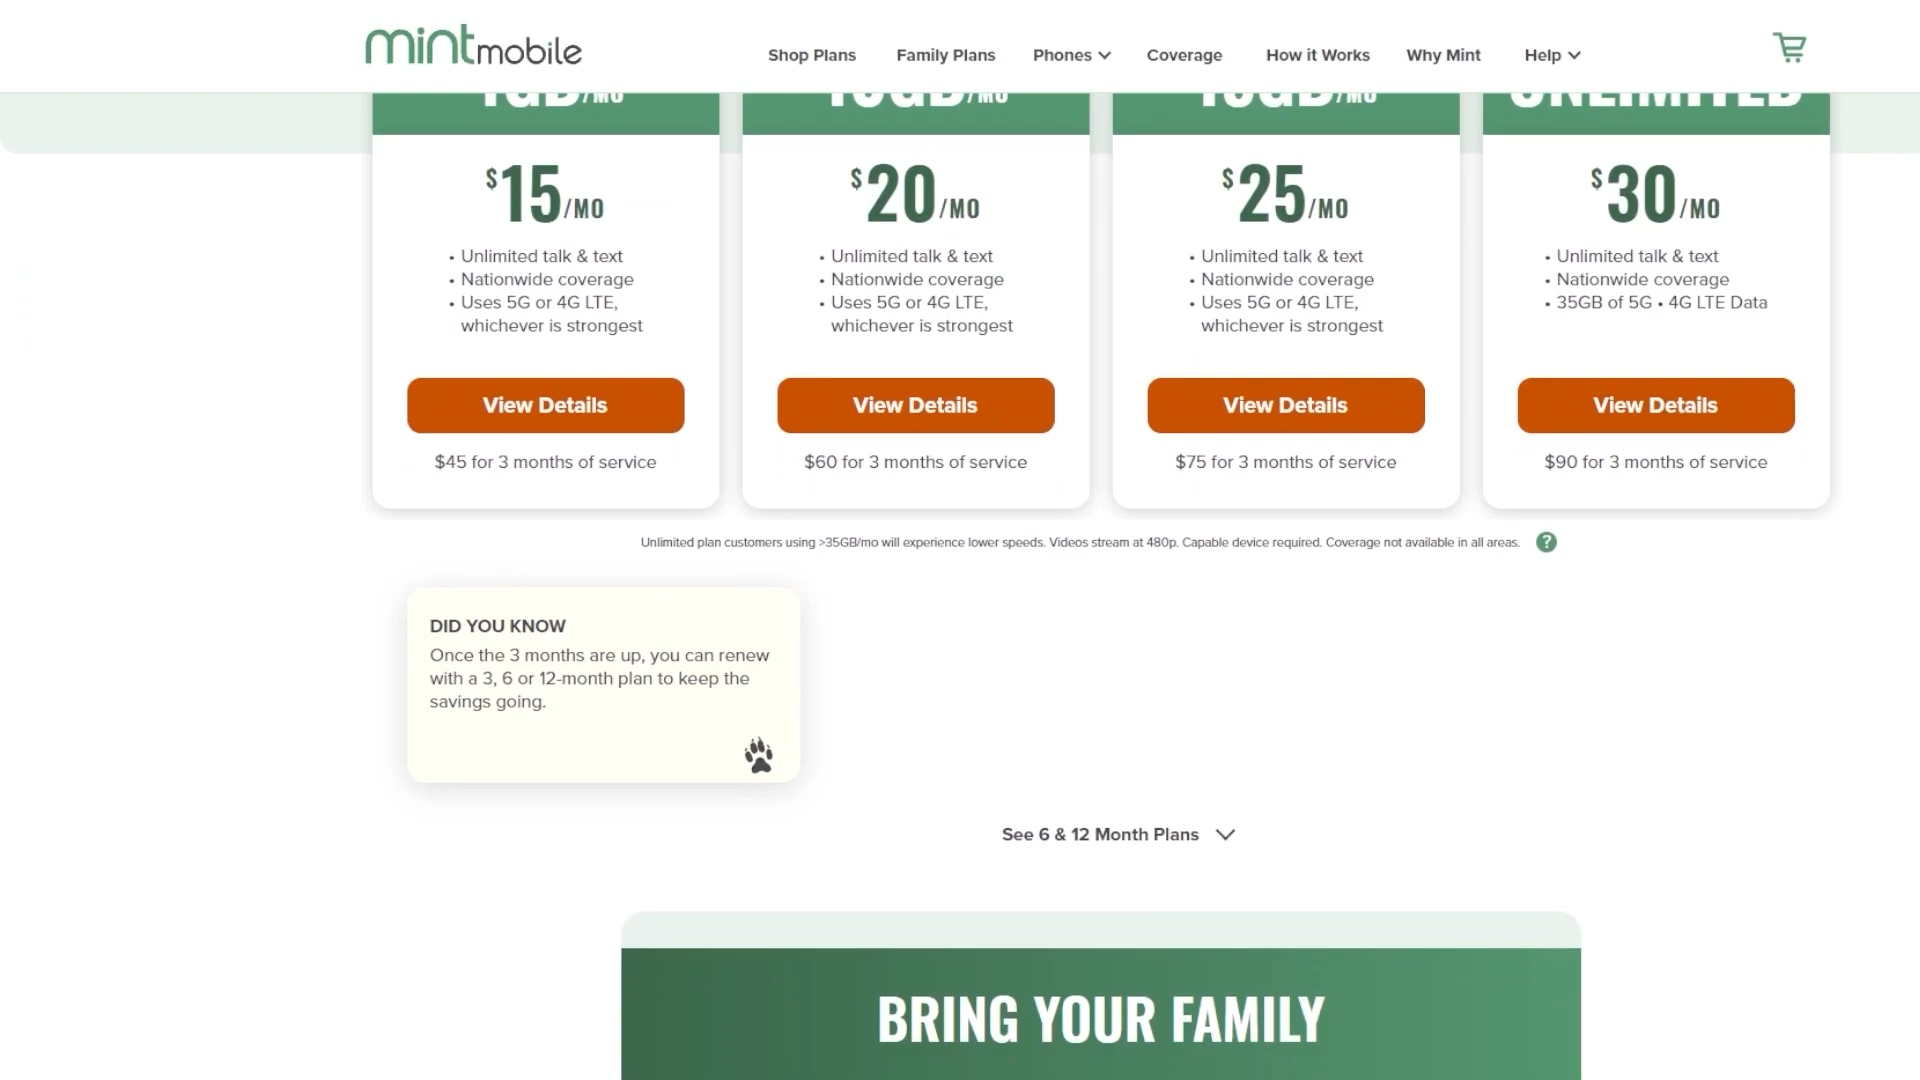 mintmobile
Shop Plans
Family Plans
Phones
Coverage
How it Works
Why Mint
Help
/MO
/MO
/MO
UNLIMITED
$15/MO
• Unlimited talk & text
• Nationwide coverage
• Uses 5G or 4G LTE,
whichever is strongest
View Details
$45 for 3 months of service
$20/MO
• Unlimited talk & text
• Nationwide coverage
• Uses 5G or 4G LTE,
whichever is strongest
View Details
$60 for 3 months of service
$25/MO
• Unlimited talk & text
• Nationwide coverage
• Uses 5G or 4G LTE,
whichever is strongest
View Details
$75 for 3 months of service
$30/MO
• Unlimited talk & text
• Nationwide coverage
• 35GB of 5G • 4G LTE Data
View Details
$90 for 3 months of service
Unlimited plan customers using >35GB/mo will experience lower speeds. Videos stream at 480p. Capable device required. Coverage not available in all areas. ?
DID YOU KNOW
Once the 3 months are up, you can renew
with a 3, 6 or 12-month plan to keep the
savings going.
See 6 & 12 Month Plans
BRING YOUR FAMILY